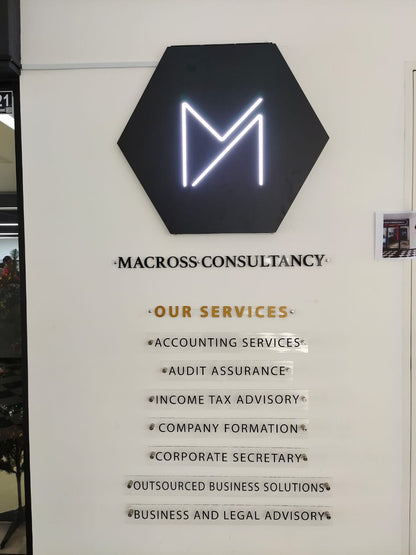 21
M
MACROSS CONSULTANCY
OUR SERVICES
ACCOUNTING SERVICES
AUDIT ASSURANCE
INCOME TAX ADVISORY
COMPANY FORMATION
CORPORATE SECRETARY
OUTSOURCED BUSINESS SOLUTIONS
BUSINESS AND LEGAL ADVISORY